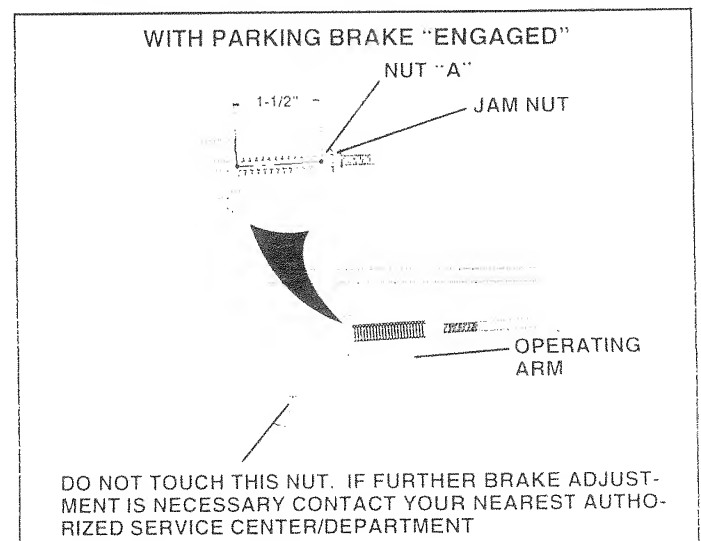 WITH PARKING BRAKE "ENGAGED"
NUT "A"
1-1/2"
JAM NUT
OPERATING
ARM
DO NOT TOUCH THIS NUT. IF FURTHER BRAKE ADJUST-
MENT IS NECESSARY CONTACT YOUR NEAREST AUTHO-
RIZED SERVICE CENTER/DEPARTMENT